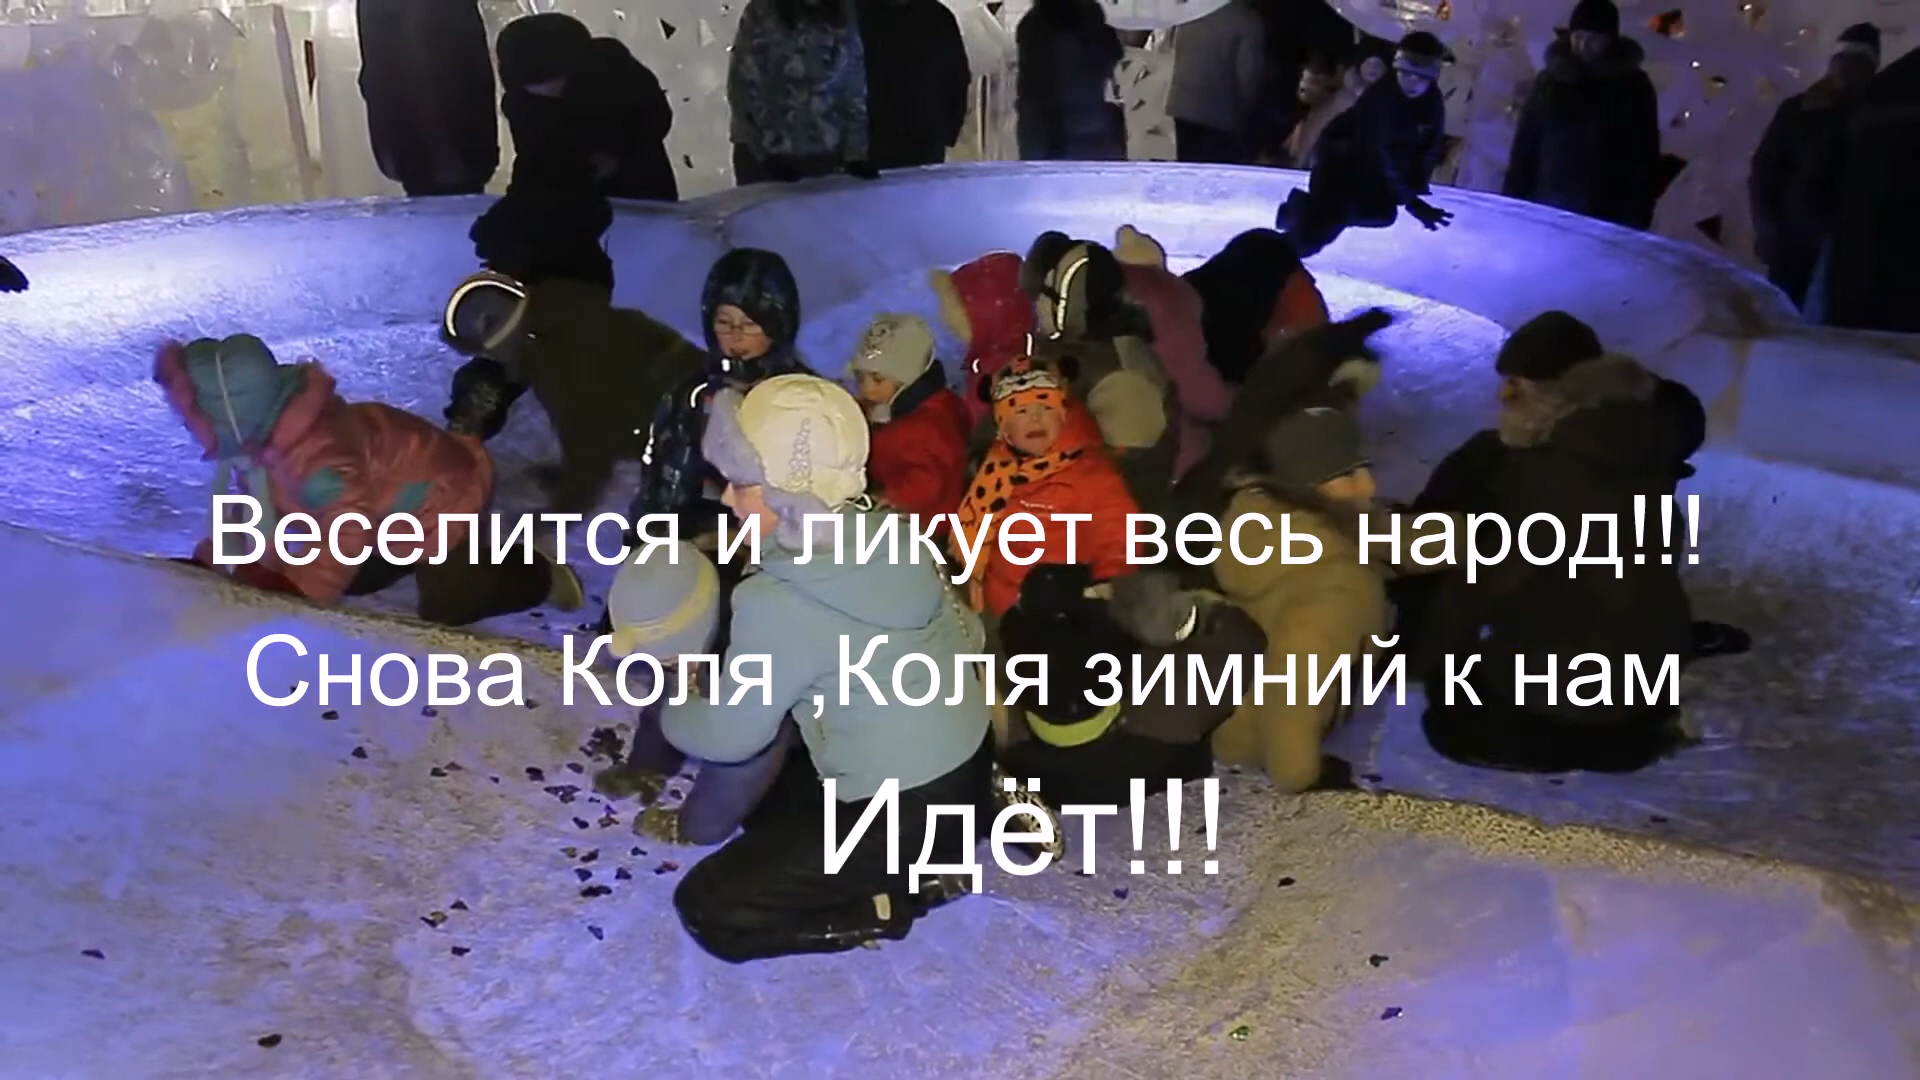 Веселится и ликует весь народ!!!
Снова Коля ,Коля зимний к нам
Идёт!!!